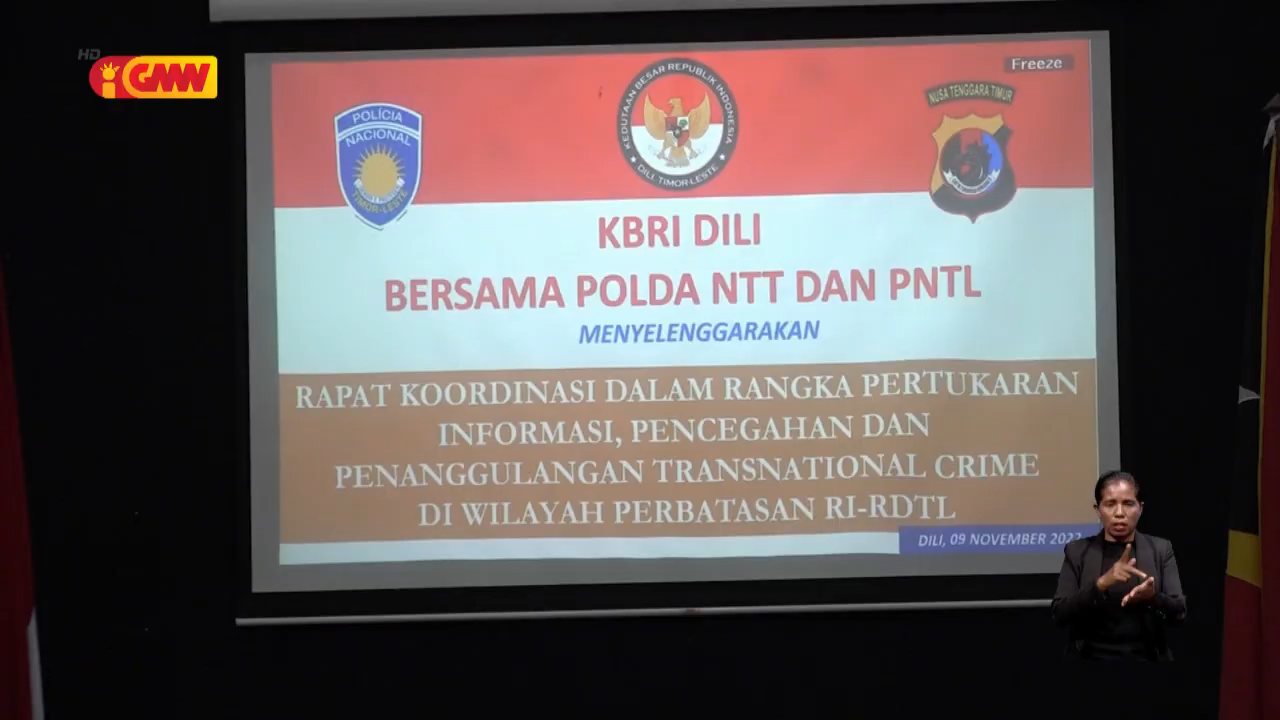 HD
GMW
Freeze
POLÍCIA
NACIONAL
TIMOR-LESTE
KEDUTAAN BESAR REPUBLIK INDONESIA
DILI, TIMOR-LESTE
NUSA TENGGARA TIMUR
KBRI DILI
BERSAMA POLDA NTT DAN PNTL
MENYELENGGARAKAN
RAPAT KOORDINASI DALAM RANGKA PERTUKARAN
INFORMASI, PENCEGAHAN DAN
PENANGGULANGAN TRANSNATIONAL CRIME
DI WILAYAH PERBATASAN RI-RDTL
DILI, 09 NOVEMBER